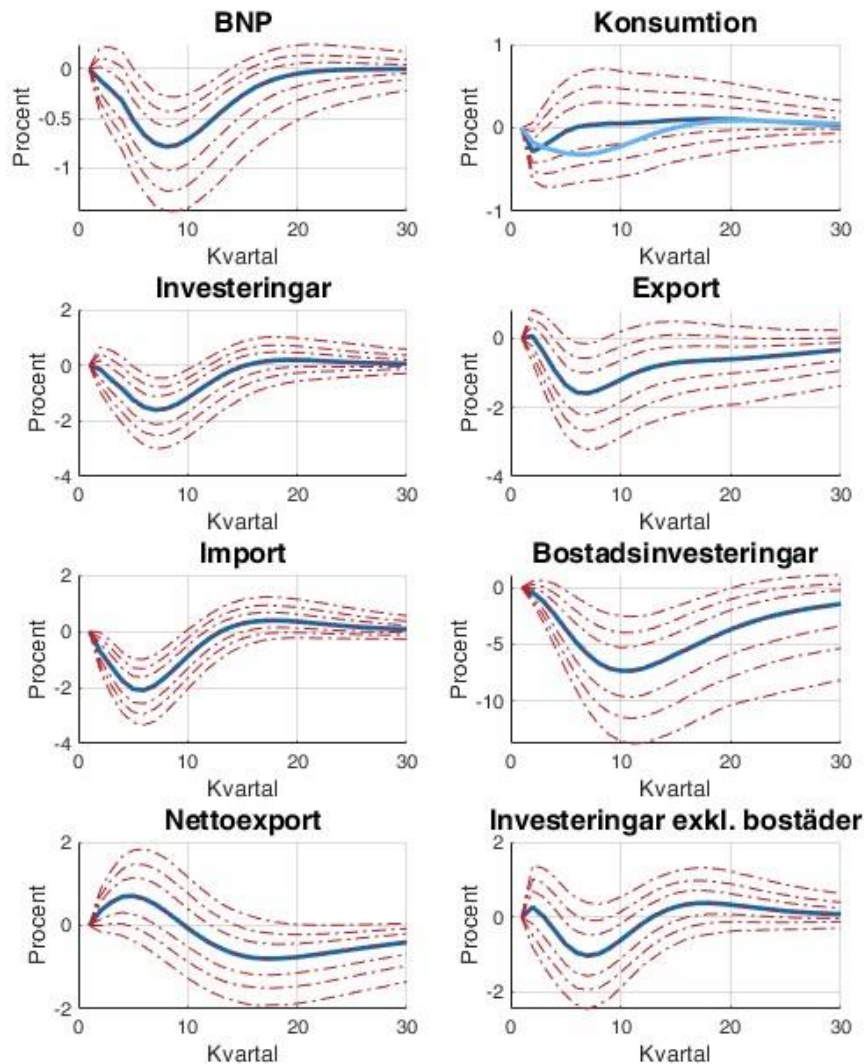 BNP
0
-0.5
-1
Procent
0 10 20 30
Kvartal
Konsumtion
1
0
-1
Procent
0 10 20 30
Kvartal
Investeringar
2
0
-2
-4
Procent
0 10 20 30
Kvartal
Export
0
-2
-4
Procent
0 10 20 30
Kvartal
Import
2
0
-2
-4
Procent
0 10 20 30
Kvartal
Bostadsinvesteringar
0
-5
-10
Procent
0 10 20 30
Kvartal
Nettoexport
2
0
-2
Procent
0 10 20 30
Kvartal
Investeringar exkl. bostäder
2
0
-2
Procent
0 10 20 30
Kvartal